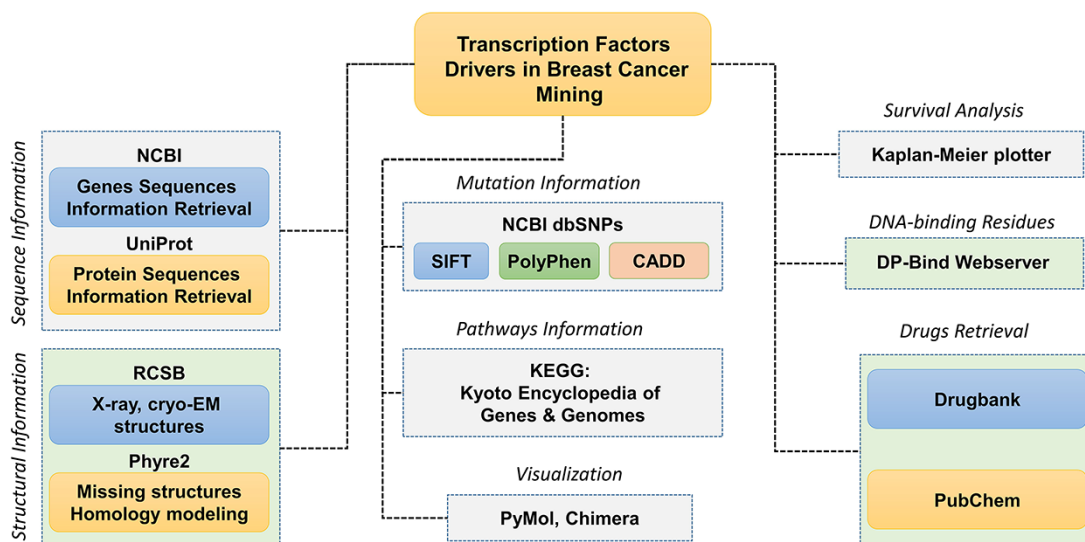 Transcription Factors
Drivers in Breast Cancer
Mining
Sequence Information
NCBI
Genes Sequences
Information Retrieval
UniProt
Protein Sequences
Information Retrieval
Structural Information
RCSB
X-ray, cryo-EM
structures
Phyre2
Missing structures
Homology modeling
Mutation Information
NCBI dbSNPs
SIFT
PolyPhen
CADD
Pathways Information
KEGG:
Kyoto Encyclopedia of
Genes & Genomes
Visualization
PyMol, Chimera
Survival Analysis
Kaplan-Meier plotter
DNA-binding Residues
DP-Bind Webserver
Drugs Retrieval
Drugbank
PubChem